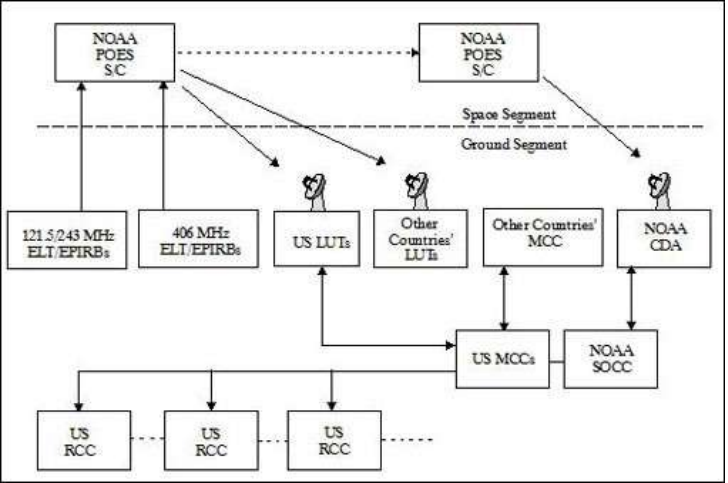 NOAA
POES
S/C
NOAA
POES
S/C
Space Segment
Ground Segment
121.5/243 MHz
ELT/EPIRBs
406 MHz
ELT/EPIRBs
US LUTs
Other
Countries'
LUTs
Other Countries'
MCC
NOAA
CDA
US MCCs
NOAA
SOCC
US
RCC
US
RCC
US
RCC